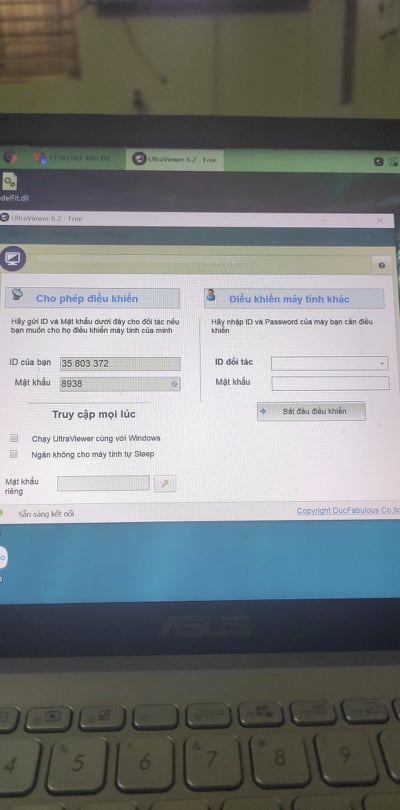 UltraViewer 6.2 - Free
delFit.dll
UltraViewer 6.2 - Free
Cho phép điều khiển
Hãy gửi ID và Mật khẩu dưới đây cho đối tác nếu
bạn muốn cho họ điều khiển máy tính của mình
ID của bạn 35 803 372
Mật khẩu 8938
Truy cập mọi lúc
Chạy UltraViewer cùng với Windows
Ngăn không cho máy tính tự Sleep
Mật khẩu
riêng
Sẵn sàng kết nối
Điều khiển máy tính khác
Hãy nhập ID và Password của máy bạn cần điều
khiển
ID đối tác
Mật khẩu
Bắt đầu điều khiển
Copyright DucFabulous Co,ltd
ASUS
4 5 6 7 8 9